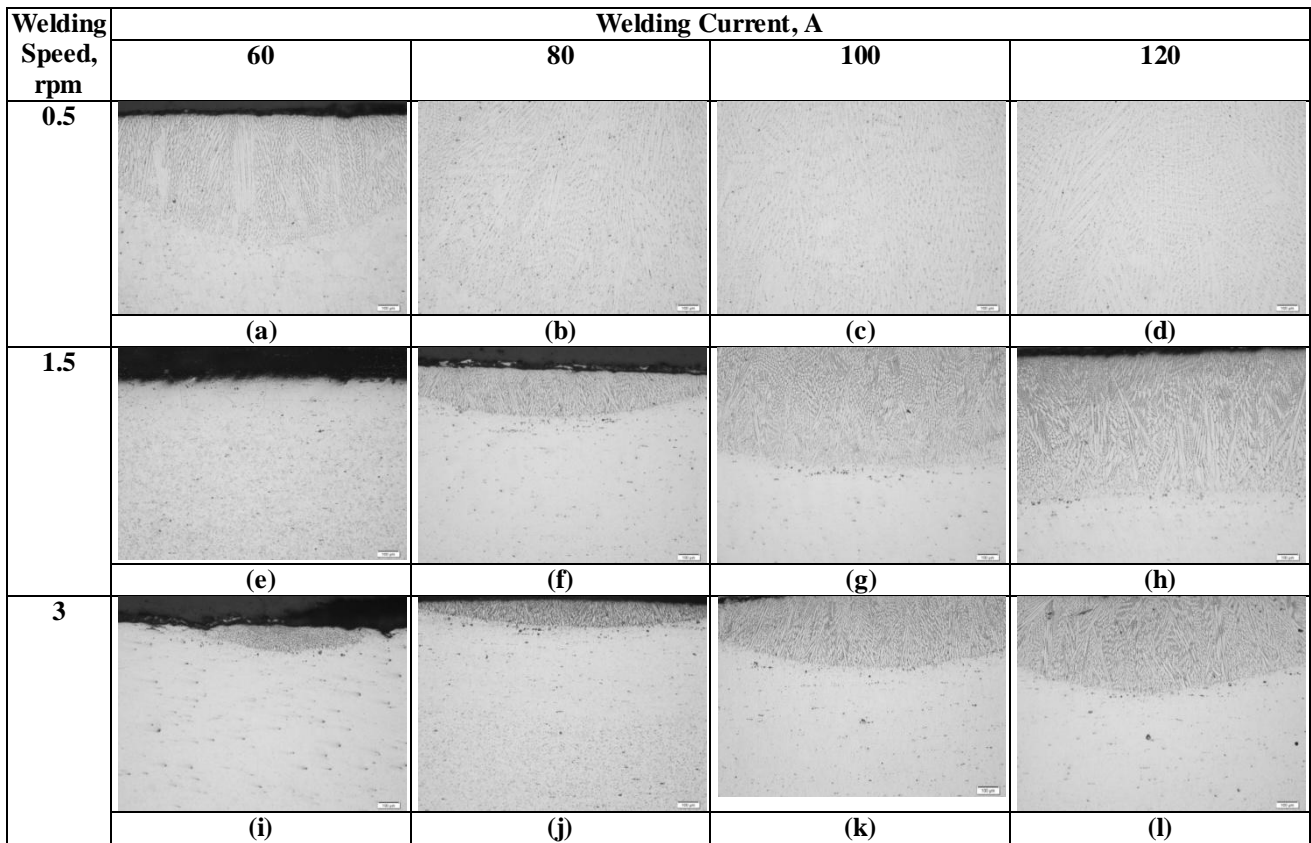 Welding Speed, rpm
Welding Current, A
60 80 100 120
0.5
(a) (b) (c) (d)
1.5
(e) (f) (g) (h)
3
(i) (j) (k) (l)